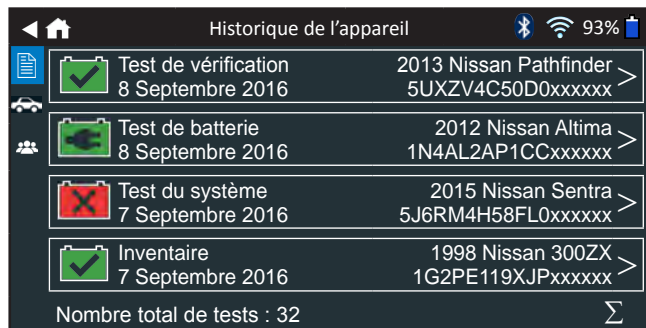 Historique de l'appareil 93%
Test de vérification 2013 Nissan Pathfinder
8 Septembre 2016 5UXZV4C50D0xxxxxx >
Test de batterie 2012 Nissan Altima
8 Septembre 2016 1N4AL2AP1CCxxxxxx >
Test du système 2015 Nissan Sentra
7 Septembre 2016 5J6RM4H58FL0xxxxxx >
Inventaire 1998 Nissan 300ZX
7 Septembre 2016 1G2PE119XJPxxxxxx >
Nombre total de tests : 32 Σ